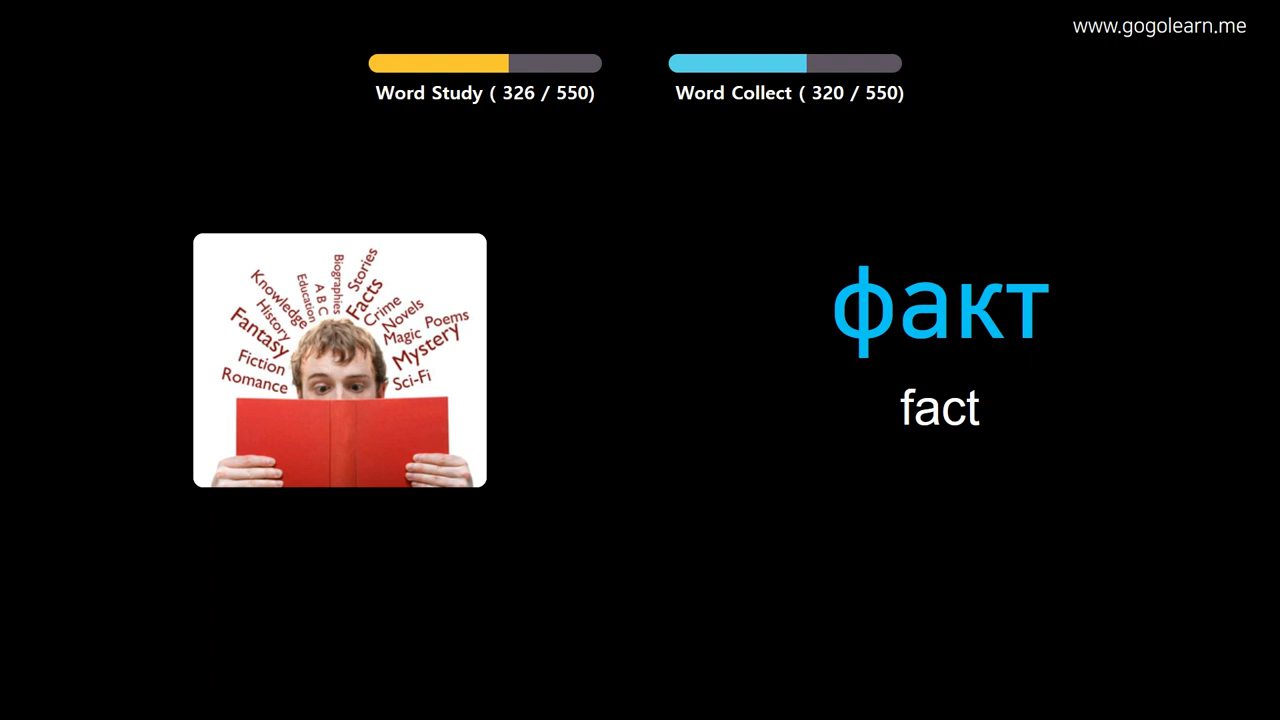 www.gogolearn.me
Word Study ( 326 / 550)
Word Collect ( 320 / 550)
Knowledge
History
Fantasy
Fiction
Romance
Education
A B C
Biographies
Stories
Facts
Crime
Novels
Magic
Poems
Mystery
Sci-Fi
факт
fact